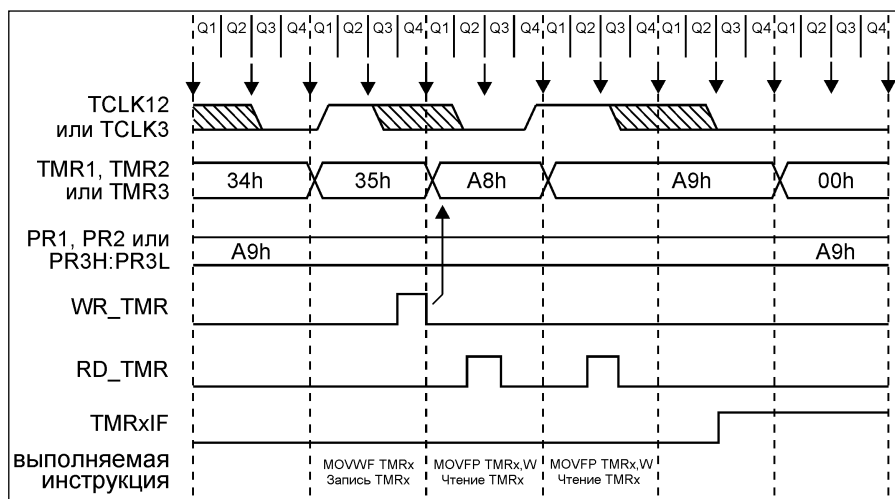 Q1 Q2 Q3 Q4 Q1 Q2 Q3 Q4 Q1 Q2 Q3 Q4 Q1 Q2 Q3 Q4 Q1 Q2 Q3 Q4 Q1 Q2 Q3 Q4
TCLK12
или TCLK3
TMR1, TMR2
или TMR3
34h 35h A8h A9h 00h
PR1, PR2 или
PR3H:PR3L
A9h A9h
WR_TMR
RD_TMR
TMRxIF
выполняемая
инструкция
MOVWF TMRx
Запись TMRx
MOVFP TMRx,W
Чтение TMRx
MOVFP TMRx,W
Чтение TMRx